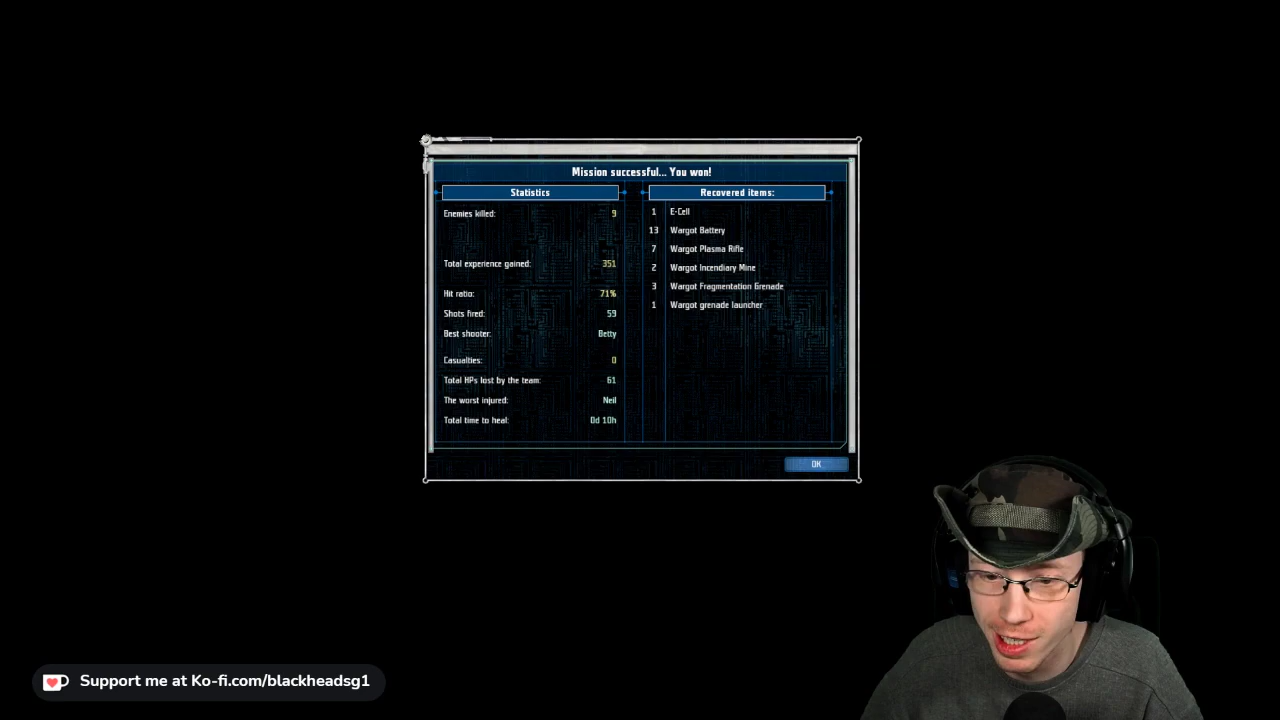 Mission successful... You won!
Statistics
Enemies killed: 9
Total experience gained: 351
Hit ratio: 71%
Shots fired: 59
Best shooter: Betty
Casualties: 0
Total HPs lost by the team: 61
The worst injured: Neil
Total time to heal: 0d 10h
Recovered items:
1 E-Cell
13 Wargot Battery
7 Wargot Plasma Rifle
2 Wargot Incendiary Mine
3 Wargot Fragmentation Grenade
1 Wargot grenade launcher
OK
Support me at Ko-fi.com/blackheadsg1